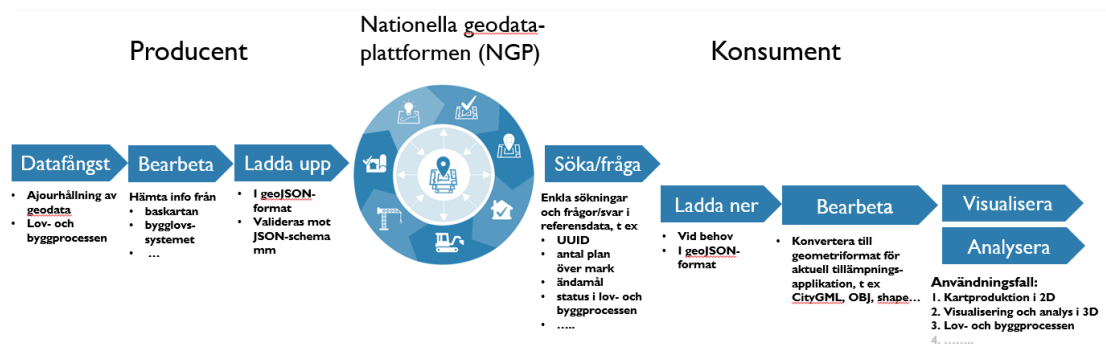 Producent
Nationella geodata-
plattformen (NGP)
Konsument
Datafångst
• Ajourhållning av
geodata
• Lov- och
byggprocessen
Bearbeta
Hämta info från
• baskartan
• bygglovs-
systemet
• ...
Ladda upp
• I geoJSON-
format
• Valideras mot
JSON-schema
mm
Söka/fråga
Enkla sökningar
och frågor/svar i
referensdata, t ex
• UUID
• antal plan
över mark
• ändamål
• status i lov- och
byggprocessen
• .....
Ladda ner
• Vid behov
• I geoJSON-
format
Bearbeta
• Konvertera till
geometriformat för
aktuell tillämpnings-
applikation, t ex
CityGML, OBJ, shape...
Visualisera
Analysera
Användningsfall:
1. Kartproduktion i 2D
2. Visualisering och analys i 3D
3. Lov- och byggprocessen
4. ........